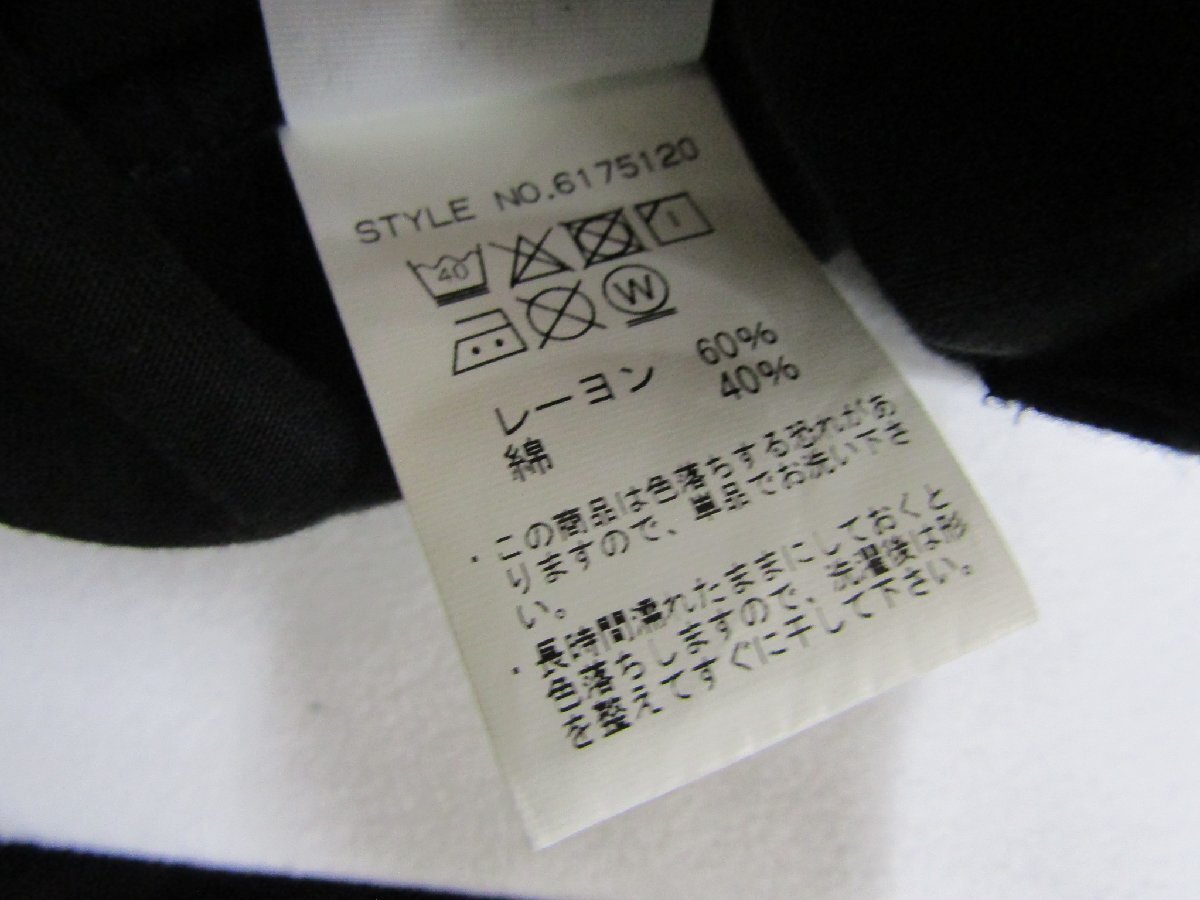 STYLE NO.6175120
40
W
レーヨン 60%
綿 40%
・この商品は色落ちする恐れがあ
りますので、単品でお洗い下さ
い。
・長時間濡れたままにしておくと
色落ちしますので、洗濯後は形
を整えてすぐに干して下さい。